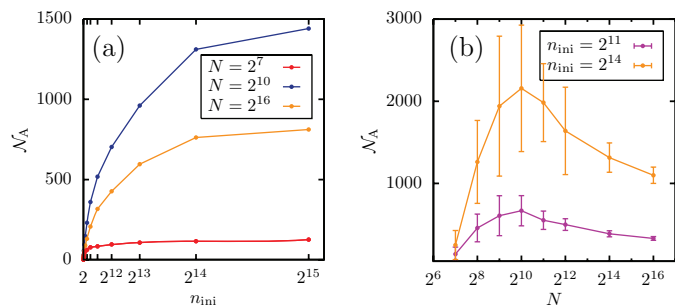 (a)
1500
1000
500
0
𝒩_A
N = 2^7
N = 2^10
N = 2^16
2 2^12 2^13 2^14 2^15
n_ini
(b)
3000
2000
1000
𝒩_A
n_ini = 2^11
n_ini = 2^14
2^6 2^8 2^10 2^12 2^14 2^16
N